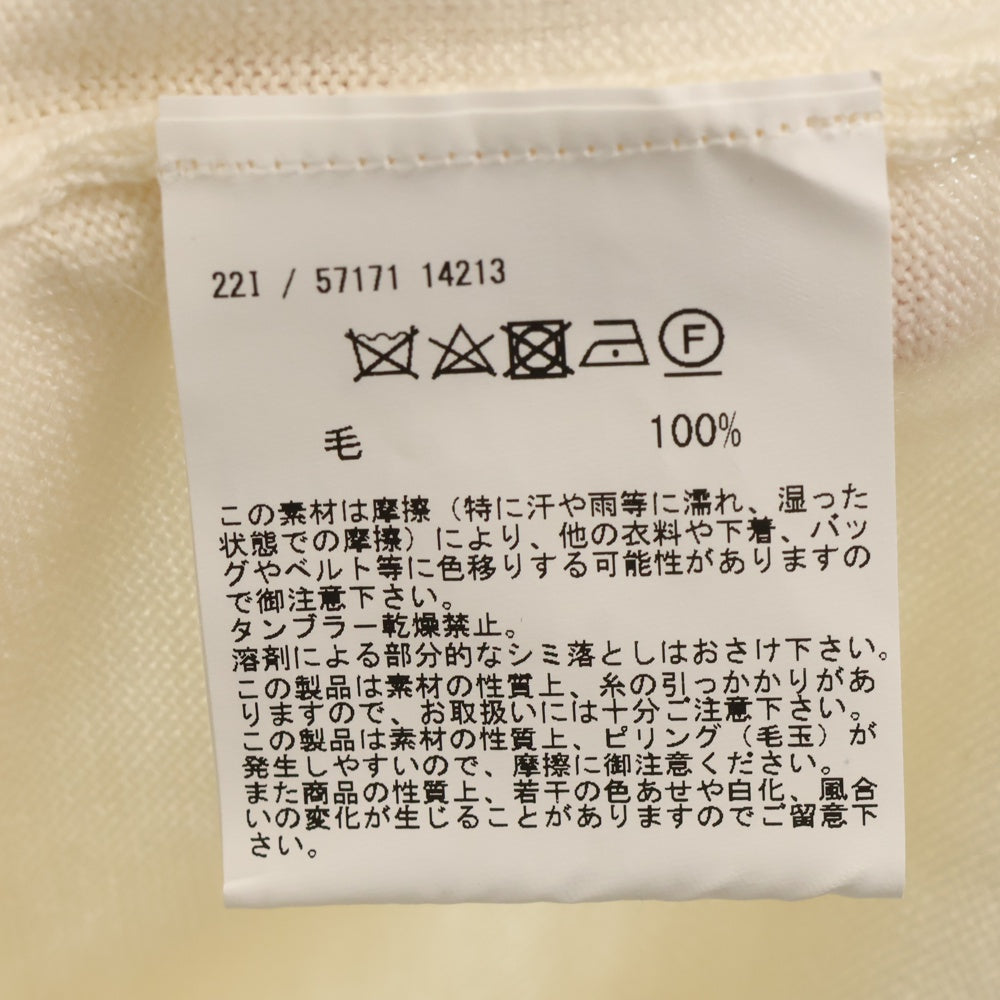 22I / 57171 14213
F
毛 100%
この素材は摩擦（特に汗や雨等に濡れ、湿った
状態での摩擦）により、他の衣料や下着、バッ
グやベルト等に色移りする可能性がありますの
で御注意下さい。
タンブラー乾燥禁止。
溶剤による部分的なシミ落としはおさけ下さい。
この製品は素材の性質上、糸の引っかかりがあ
りますので、お取扱いには十分ご注意下さい。
この製品は素材の性質上、ピリング（毛玉）が
発生しやすいので、摩擦に御注意ください。
また商品の性質上、若干の色あせや白化、風合
いの変化が生じることがありますのでご留意下
さい。